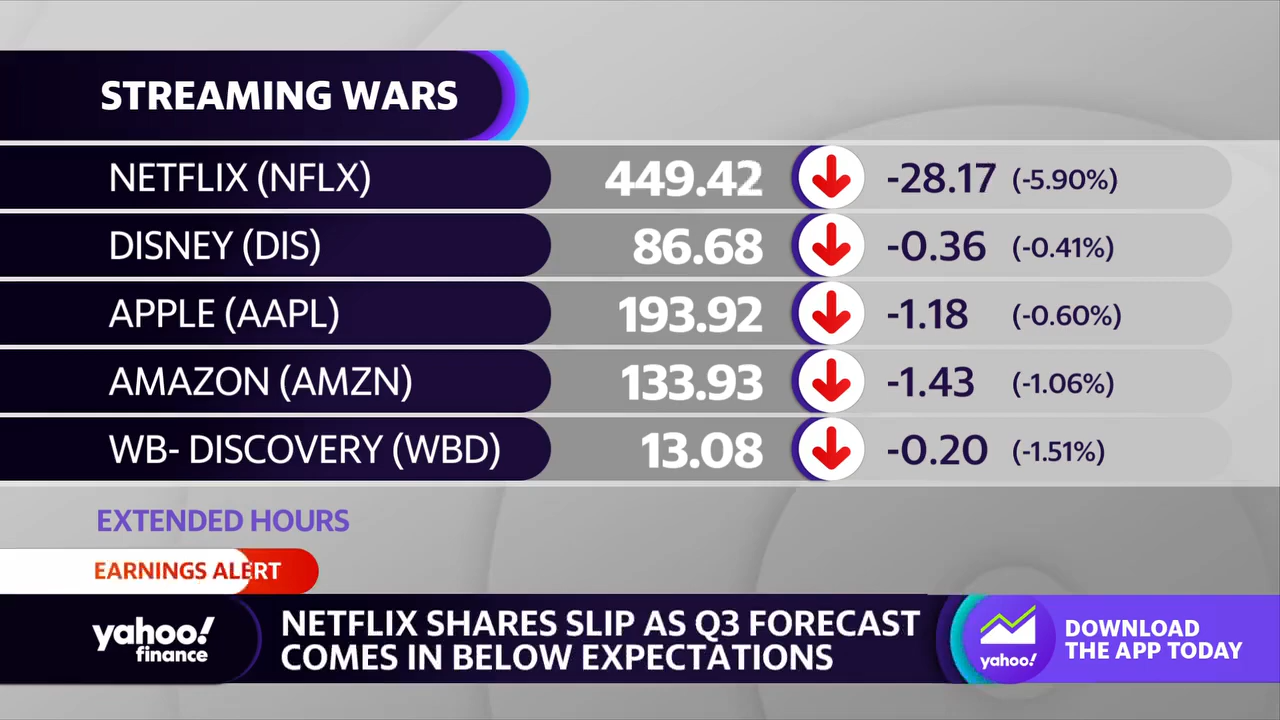 STREAMING WARS
NETFLIX (NFLX) 449.42 -28.17 (-5.90%)
DISNEY (DIS) 86.68 -0.36 (-0.41%)
APPLE (AAPL) 193.92 -1.18 (-0.60%)
AMAZON (AMZN) 133.93 -1.43 (-1.06%)
WB- DISCOVERY (WBD) 13.08 -0.20 (-1.51%)
EXTENDED HOURS
EARNINGS ALERT
yahoo!
finance
NETFLIX SHARES SLIP AS Q3 FORECAST
COMES IN BELOW EXPECTATIONS
yahoo!
DOWNLOAD
THE APP TODAY